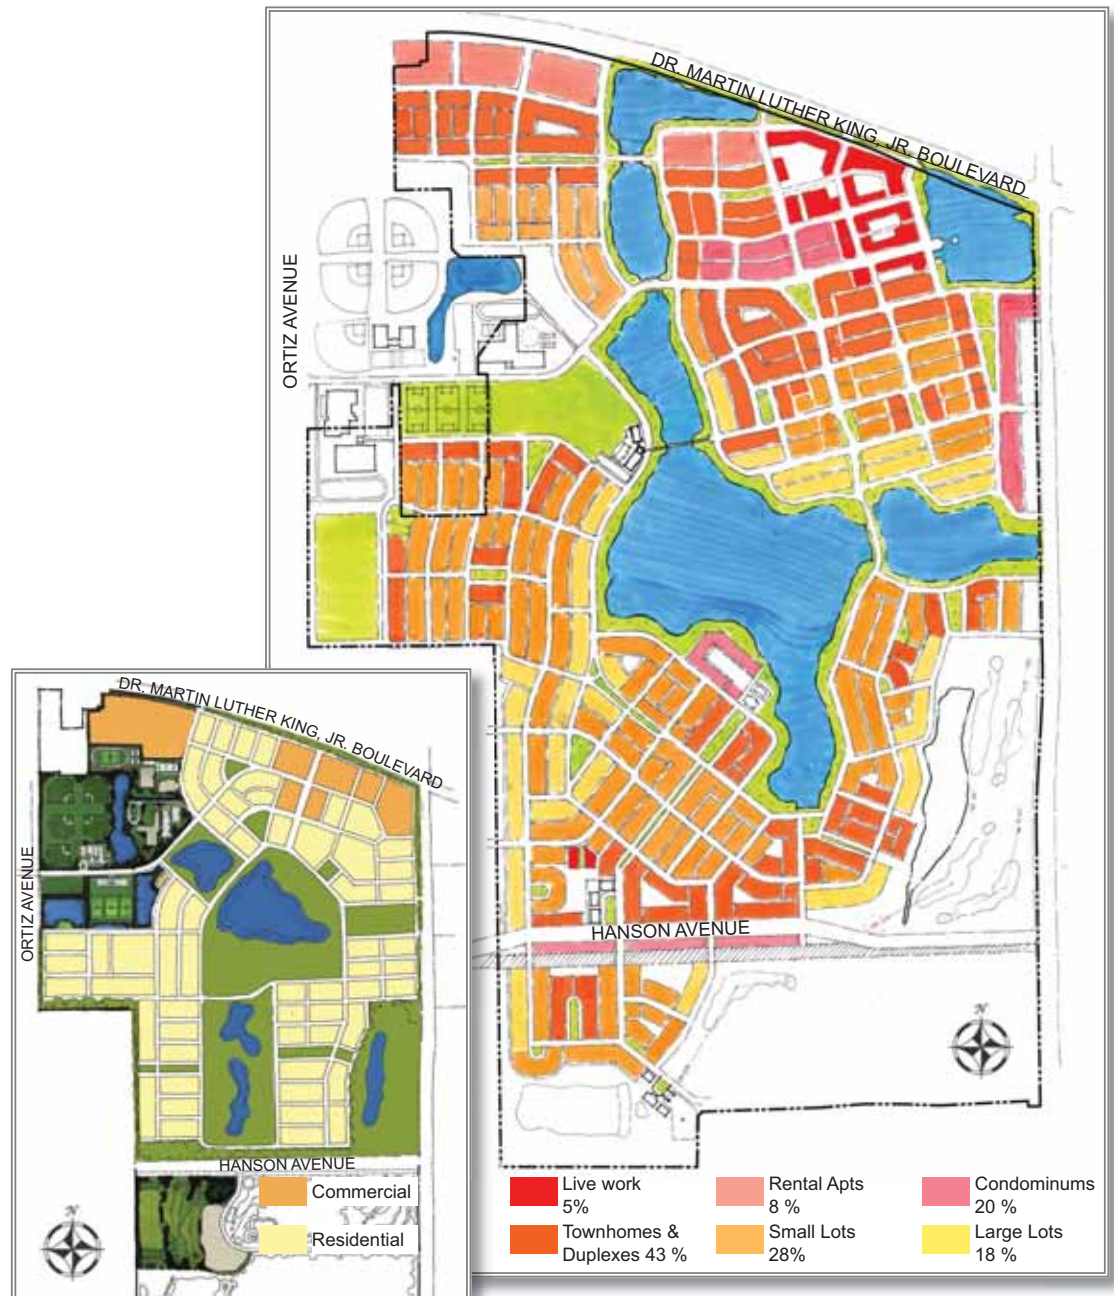 DR. MARTIN LUTHER KING, JR. BOULEVARD
ORTIZ AVENUE
HANSON AVENUE
N
Live work
5%
Rental Apts
8 %
Condominums
20 %
Townhomes &
Duplexes 43 %
Small Lots
28%
Large Lots
18 %
DR. MARTIN LUTHER KING, JR. BOULEVARD
ORTIZ AVENUE
HANSON AVENUE
Commercial
Residential
N